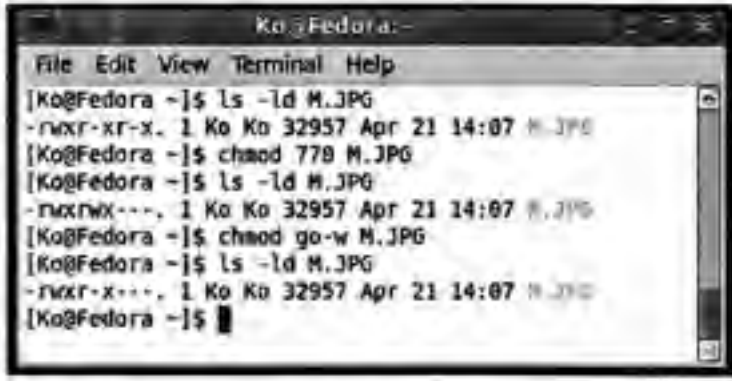 Ko@Fedora:~
File Edit View Terminal Help
[Ko@Fedora ~]$ ls -ld M.JPG
-rwxr-xr-x. 1 Ko Ko 32957 Apr 21 14:07 M.JPG
[Ko@Fedora ~]$ chmod 770 M.JPG
[Ko@Fedora ~]$ ls -ld M.JPG
-rwxrwx---. 1 Ko Ko 32957 Apr 21 14:07 M.JPG
[Ko@Fedora ~]$ chmod go-w M.JPG
[Ko@Fedora ~]$ ls -ld M.JPG
-rwxr-x---. 1 Ko Ko 32957 Apr 21 14:07 M.JPG
[Ko@Fedora ~]$